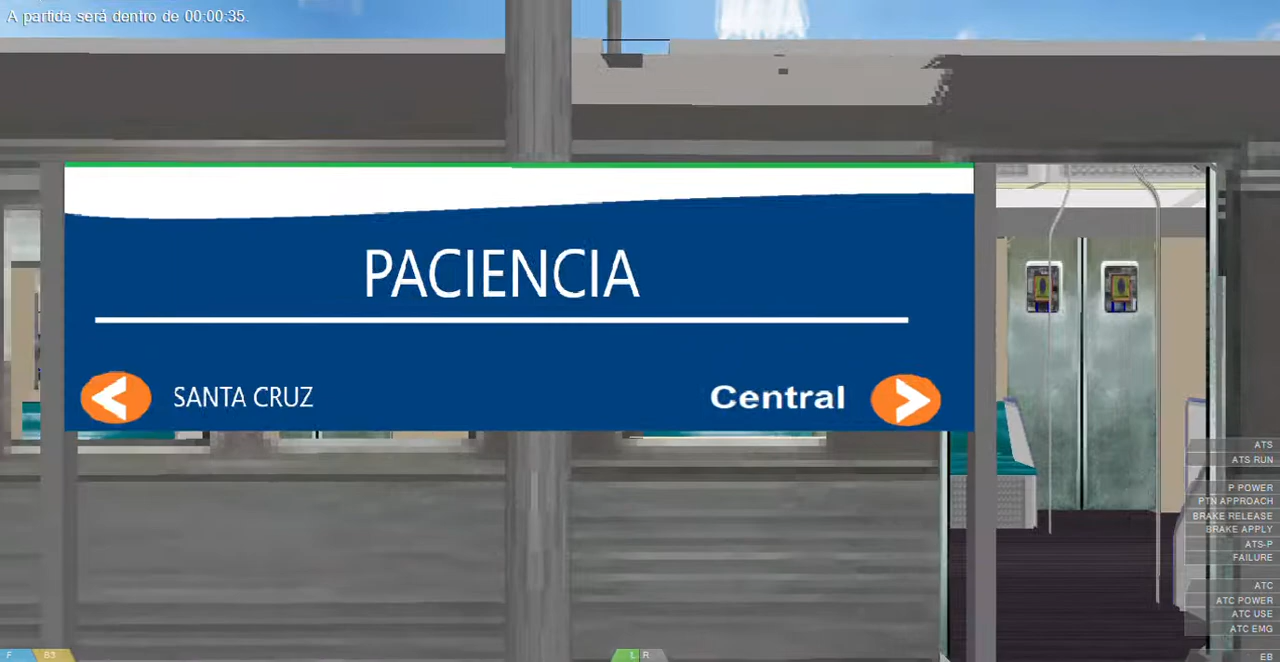 A partida será dentro de 00:00:35.
PACIENCIA
< SANTA CRUZ
Central >
ATS
ATS RUN
P POWER
PTN APPROACH
BRAKE RELEASE
BRAKE APPLY
ATS-P
FAILURE
ATC
ATC POWER
ATC USE
ATC EMG
EB
F B3
L R